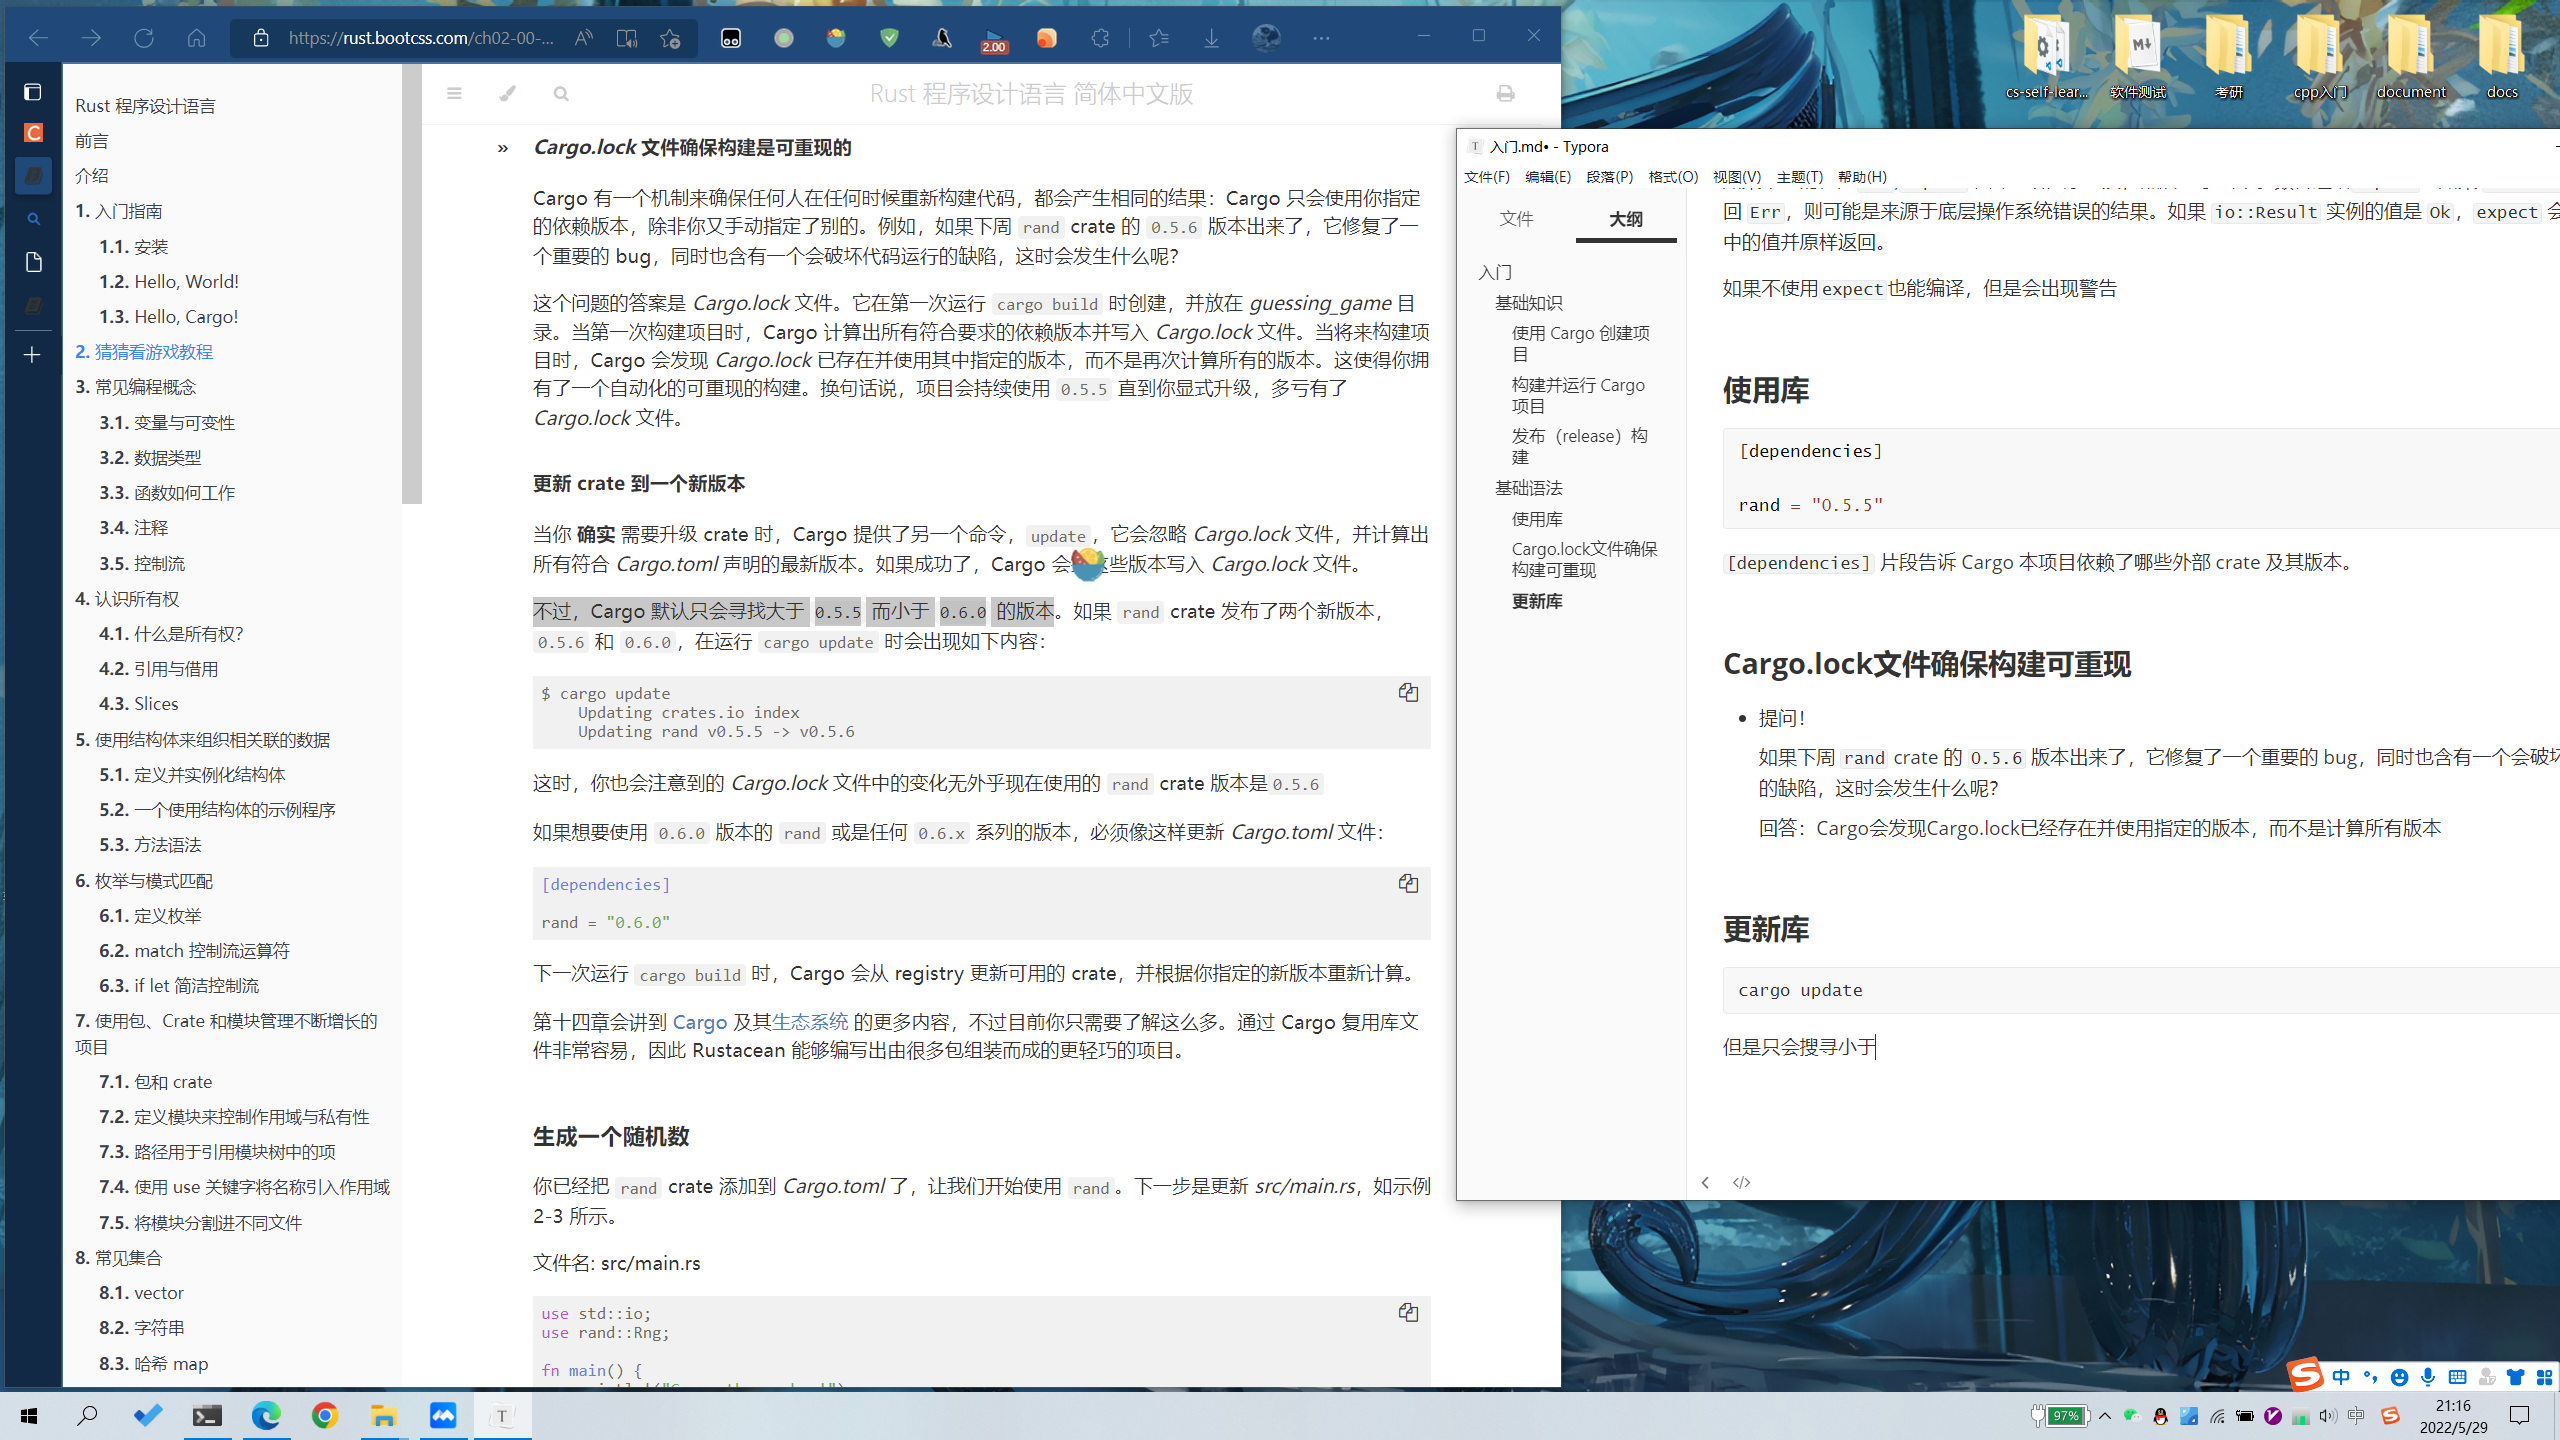 https://rust.bootcss.com/ch02-00-...
2.00
Rust 程序设计语言
前言
介绍
1. 入门指南
1.1. 安装
1.2. Hello, World!
1.3. Hello, Cargo!
2. 猜猜看游戏教程
3. 常见编程概念
3.1. 变量与可变性
3.2. 数据类型
3.3. 函数如何工作
3.4. 注释
3.5. 控制流
4. 认识所有权
4.1. 什么是所有权？
4.2. 引用与借用
4.3. Slices
5. 使用结构体来组织相关联的数据
5.1. 定义并实例化结构体
5.2. 一个使用结构体的示例程序
5.3. 方法语法
6. 枚举与模式匹配
6.1. 定义枚举
6.2. match 控制流运算符
6.3. if let 简洁控制流
7. 使用包、Crate 和模块管理不断增长的
项目
7.1. 包和 crate
7.2. 定义模块来控制作用域与私有性
7.3. 路径用于引用模块树中的项
7.4. 使用 use 关键字将名称引入作用域
7.5. 将模块分割进不同文件
8. 常见集合
8.1. vector
8.2. 字符串
8.3. 哈希 map
Rust 程序设计语言 简体中文版
» Cargo.lock 文件确保构建是可重现的
Cargo 有一个机制来确保任何人在任何时候重新构建代码，都会产生相同的结果：Cargo 只会使用你指定
的依赖版本，除非你又手动指定了别的。例如，如果下周 rand crate 的 0.5.6 版本出来了，它修复了一
个重要的 bug，同时也含有一个会破坏代码运行的缺陷，这时会发生什么呢？
这个问题的答案是 Cargo.lock 文件。它在第一次运行 cargo build 时创建，并放在 guessing_game 目
录。当第一次构建项目时，Cargo 计算出所有符合要求的依赖版本并写入 Cargo.lock 文件。当将来构建项
目时，Cargo 会发现 Cargo.lock 已存在并使用其中指定的版本，而不是再次计算所有的版本。这使得你拥
有了一个自动化的可重现的构建。换句话说，项目会持续使用 0.5.5 直到你显式升级，多亏有了
Cargo.lock 文件。
更新 crate 到一个新版本
当你 确实 需要升级 crate 时，Cargo 提供了另一个命令，update，它会忽略 Cargo.lock 文件，并计算出
所有符合 Cargo.toml 声明的最新版本。如果成功了，Cargo 会 这些版本写入 Cargo.lock 文件。
不过，Cargo 默认只会寻找大于 0.5.5 而小于 0.6.0 的版本。如果 rand crate 发布了两个新版本，
0.5.6 和 0.6.0，在运行 cargo update 时会出现如下内容：
$ cargo update
Updating crates.io index
Updating rand v0.5.5 -> v0.5.6
这时，你也会注意到的 Cargo.lock 文件中的变化无外乎现在使用的 rand crate 版本是0.5.6
如果想要使用 0.6.0 版本的 rand 或是任何 0.6.x 系列的版本，必须像这样更新 Cargo.toml 文件：
[dependencies]
rand = "0.6.0"
下一次运行 cargo build 时，Cargo 会从 registry 更新可用的 crate，并根据你指定的新版本重新计算。
第十四章会讲到 Cargo 及其生态系统 的更多内容，不过目前你只需要了解这么多。通过 Cargo 复用库文
件非常容易，因此 Rustacean 能够编写出由很多包组装而成的更轻巧的项目。
生成一个随机数
你已经把 rand crate 添加到 Cargo.toml 了，让我们开始使用 rand。下一步是更新 src/main.rs，如示例
2-3 所示。
文件名: src/main.rs
use std::io;
use rand::Rng;
fn main() {
cs-self-lear...
软件测试
考研
cpp入门
document
docs
入门.md• - Typora
文件(F) 编辑(E) 段落(P) 格式(O) 视图(V) 主题(T) 帮助(H)
文件 大纲
入门
基础知识
使用 Cargo 创建项
目
构建并运行 Cargo
项目
发布（release）构
建
基础语法
使用库
Cargo.lock文件确保
构建可重现
更新库
回 Err，则可能是来源于底层操作系统错误的结果。如果 io::Result 实例的值是 Ok，expect 会
中的值并原样返回。
如果不使用expect也能编译，但是会出现警告
使用库
[dependencies]
rand = "0.5.5"
[dependencies] 片段告诉 Cargo 本项目依赖了哪些外部 crate 及其版本。
Cargo.lock文件确保构建可重现
• 提问！
如果下周 rand crate 的 0.5.6 版本出来了，它修复了一个重要的 bug，同时也含有一个会破坏
的缺陷，这时会发生什么呢？
回答：Cargo会发现Cargo.lock已经存在并使用指定的版本，而不是计算所有版本
更新库
cargo update
但是只会搜寻小于
中
97%
中
21:16
2022/5/29